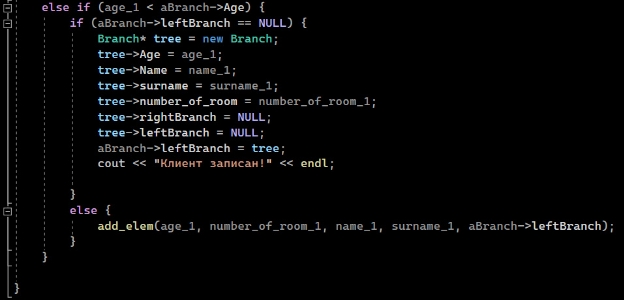 else if (age_1 < aBranch->Age) {
if (aBranch->leftBranch == NULL) {
Branch* tree = new Branch;
tree->Age = age_1;
tree->Name = name_1;
tree->surname = surname_1;
tree->number_of_room = number_of_room_1;
tree->rightBranch = NULL;
tree->leftBranch = NULL;
aBranch->leftBranch = tree;
cout << "Клиент записан!" << endl;
}
else {
add_elem(age_1, number_of_room_1, name_1, surname_1, aBranch->leftBranch);
}
}
}